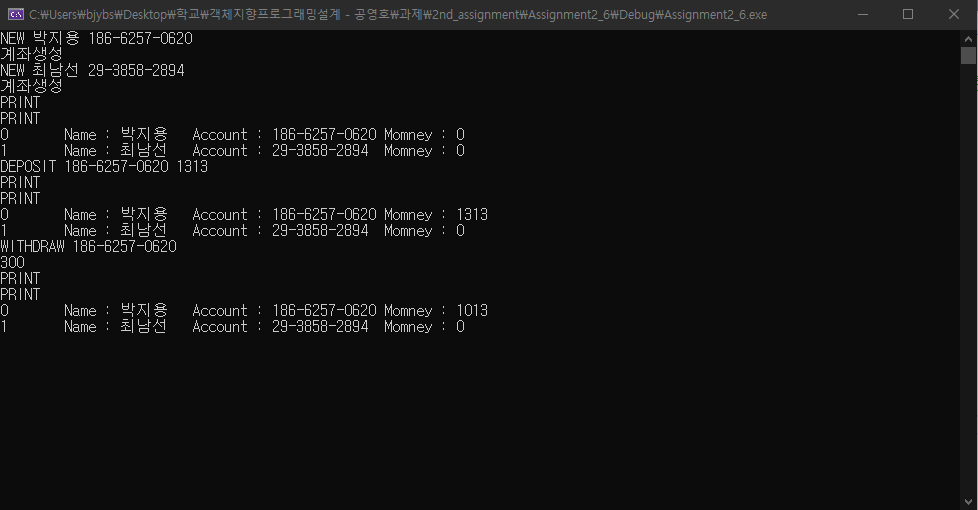 C:₩Users₩bjybs₩Desktop₩학교₩객체지향프로그래밍설계 - 공영호₩과제₩2nd_assignment₩Assignment2_6₩Debug₩Assignment2_6.exe
NEW 박지용 186-6257-0620
계좌생성
NEW 최남선 29-3858-2894
계좌생성
PRINT
PRINT
0 Name : 박지용 Account : 186-6257-0620 Momney : 0
1 Name : 최남선 Account : 29-3858-2894 Momney : 0
DEPOSIT 186-6257-0620 1313
PRINT
PRINT
0 Name : 박지용 Account : 186-6257-0620 Momney : 1313
1 Name : 최남선 Account : 29-3858-2894 Momney : 0
WITHDRAW 186-6257-0620
300
PRINT
PRINT
0 Name : 박지용 Account : 186-6257-0620 Momney : 1013
1 Name : 최남선 Account : 29-3858-2894 Momney : 0